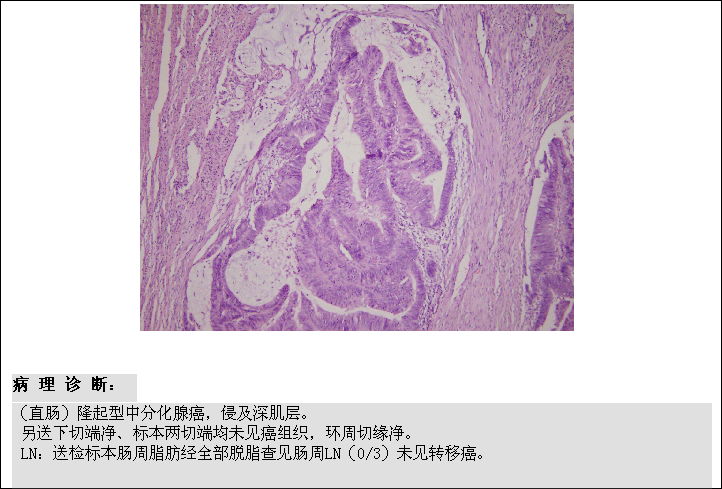 病 理 诊 断：
（直肠）隆起型中分化腺癌，侵及深肌层。
另送下切端净、标本两切端均未见癌组织，环周切缘净。
LN：送检标本肠周脂肪经全部脱脂查见肠周LN（0/3）未见转移癌。